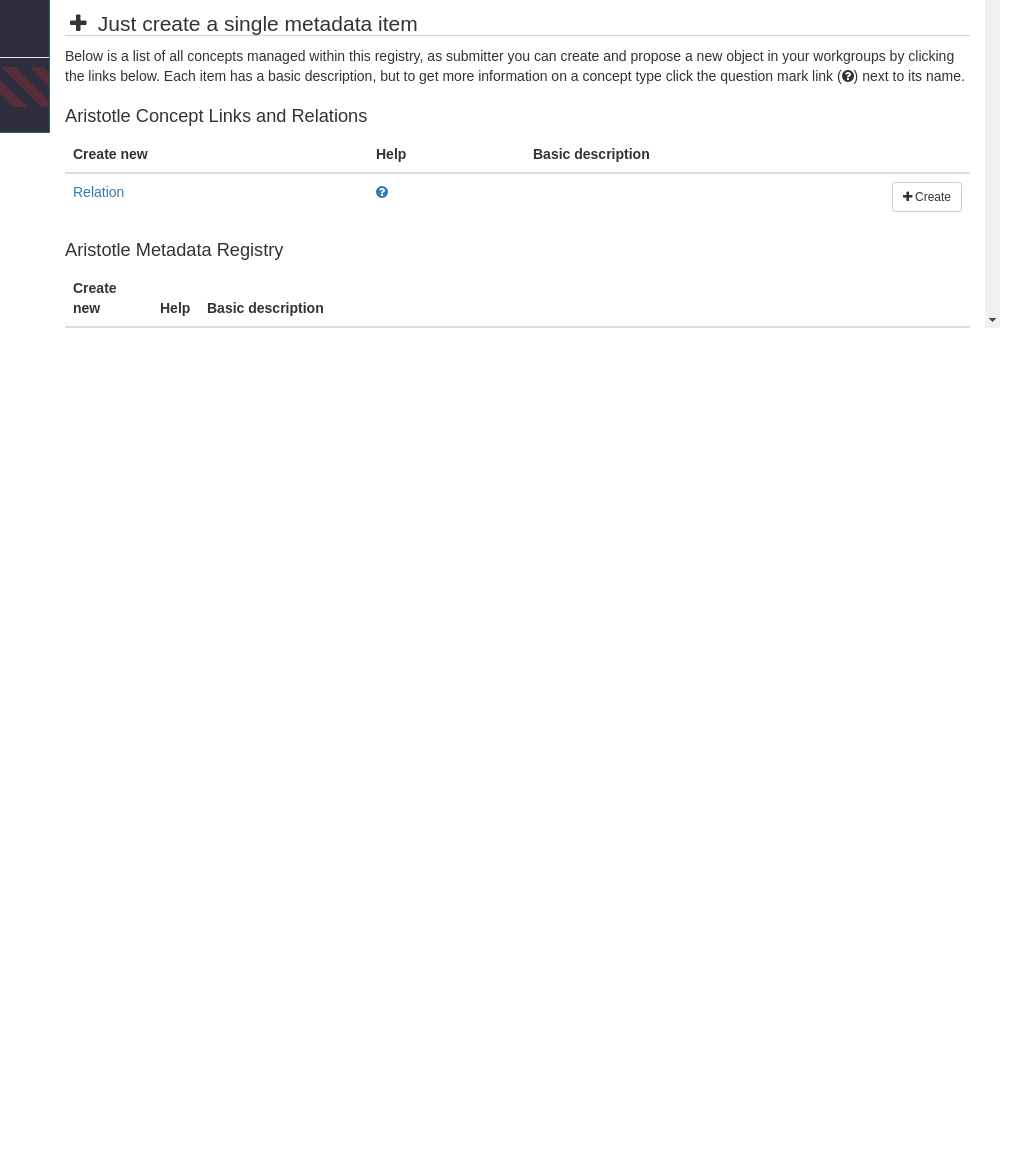 Just create a single metadata item
Below is a list of all concepts managed within this registry, as submitter you can create and propose a new object in your workgroups by clicking
the links below. Each item has a basic description, but to get more information on a concept type click the question mark link (?) next to its name.
Aristotle Concept Links and Relations
Create new Help Basic description
Relation ? Create
Aristotle Metadata Registry
Create
new Help Basic description